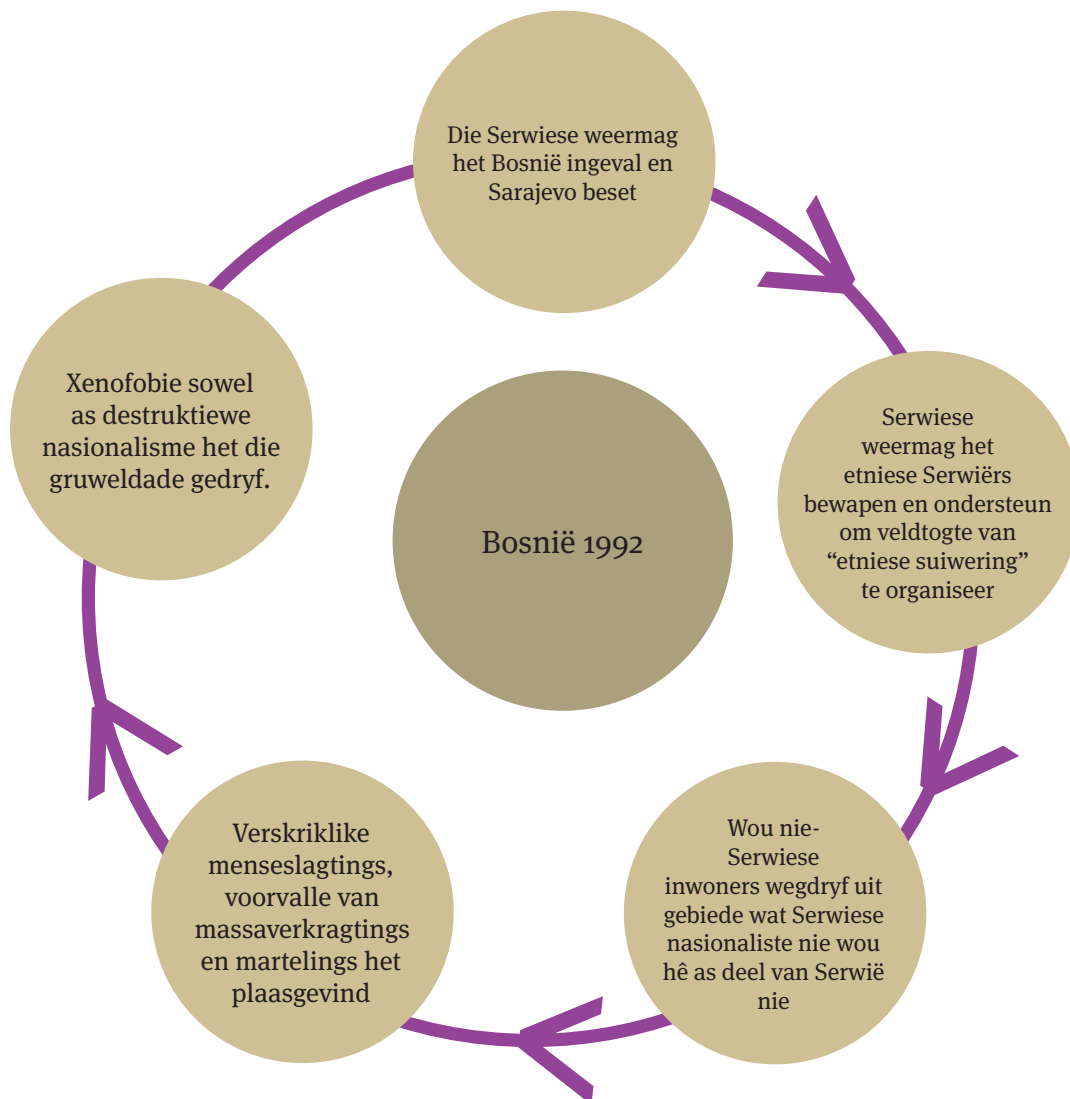 Die Serwiese weermag
het Bosnië ingeval en
Sarajevo beset
Serwiese
weermag het
etniese Serwiërs
bewapen en ondersteun
om veldtogte van
“etniese suiwering”
te organiseer
Wou nie-
Serwiese
inwoners wegdryf uit
gebiede wat Serwiese
nasionaliste nie wou
hê as deel van Serwië
nie
Verskriklike
menseslagtings,
voorvalle van
massaverkragtings
en martelings het
plaasgevind
Xenofobie sowel
as destruktiewe
nasionalisme het die
gruweldade gedryf.
Bosnië 1992